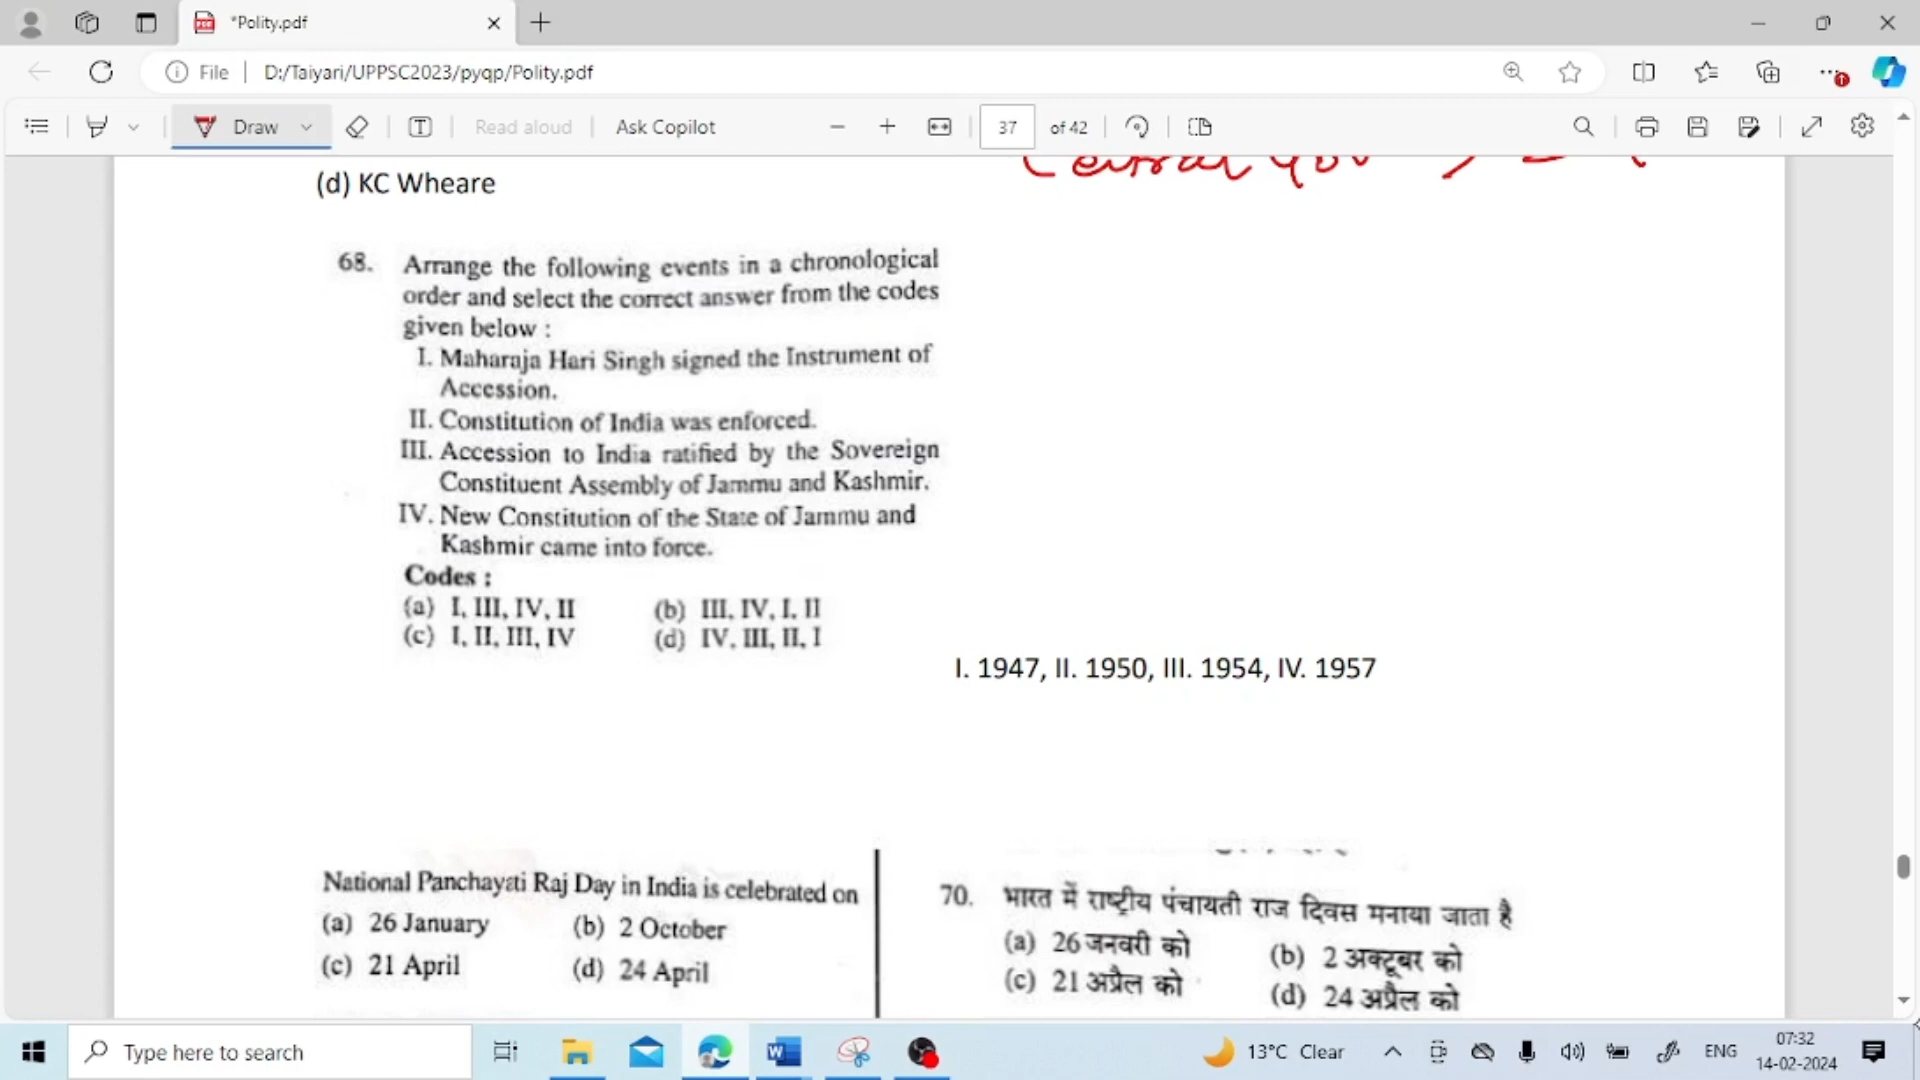 *Polity.pdf
File
D:/Taiyari/UPPSC2023/pyqp/Polity.pdf
Draw
Read aloud
Ask Copilot
37
of 42
Central
(d) KC Wheare
68. Arrange the following events in a chronological
order and select the correct answer from the codes
given below :
I. Maharaja Hari Singh signed the Instrument of
Accession.
II. Constitution of India was enforced.
III. Accession to India ratified by the Sovereign
Constituent Assembly of Jammu and Kashmir.
IV. New Constitution of the State of Jammu and
Kashmir came into force.
Codes :
(a) I, III, IV, II (b) III, IV, I, II
(c) I, II, III, IV (d) IV, III, II, I
I. 1947, II. 1950, III. 1954, IV. 1957
National Panchayati Raj Day in India is celebrated on
(a) 26 January (b) 2 October
(c) 21 April (d) 24 April
70. भारत में राष्ट्रीय पंचायती राज दिवस मनाया जाता है
(a) 26 जनवरी को (b) 2 अक्टूबर को
(c) 21 अप्रैल को (d) 24 अप्रैल को
Type here to search
13°C Clear
ENG
07:32
14-02-2024